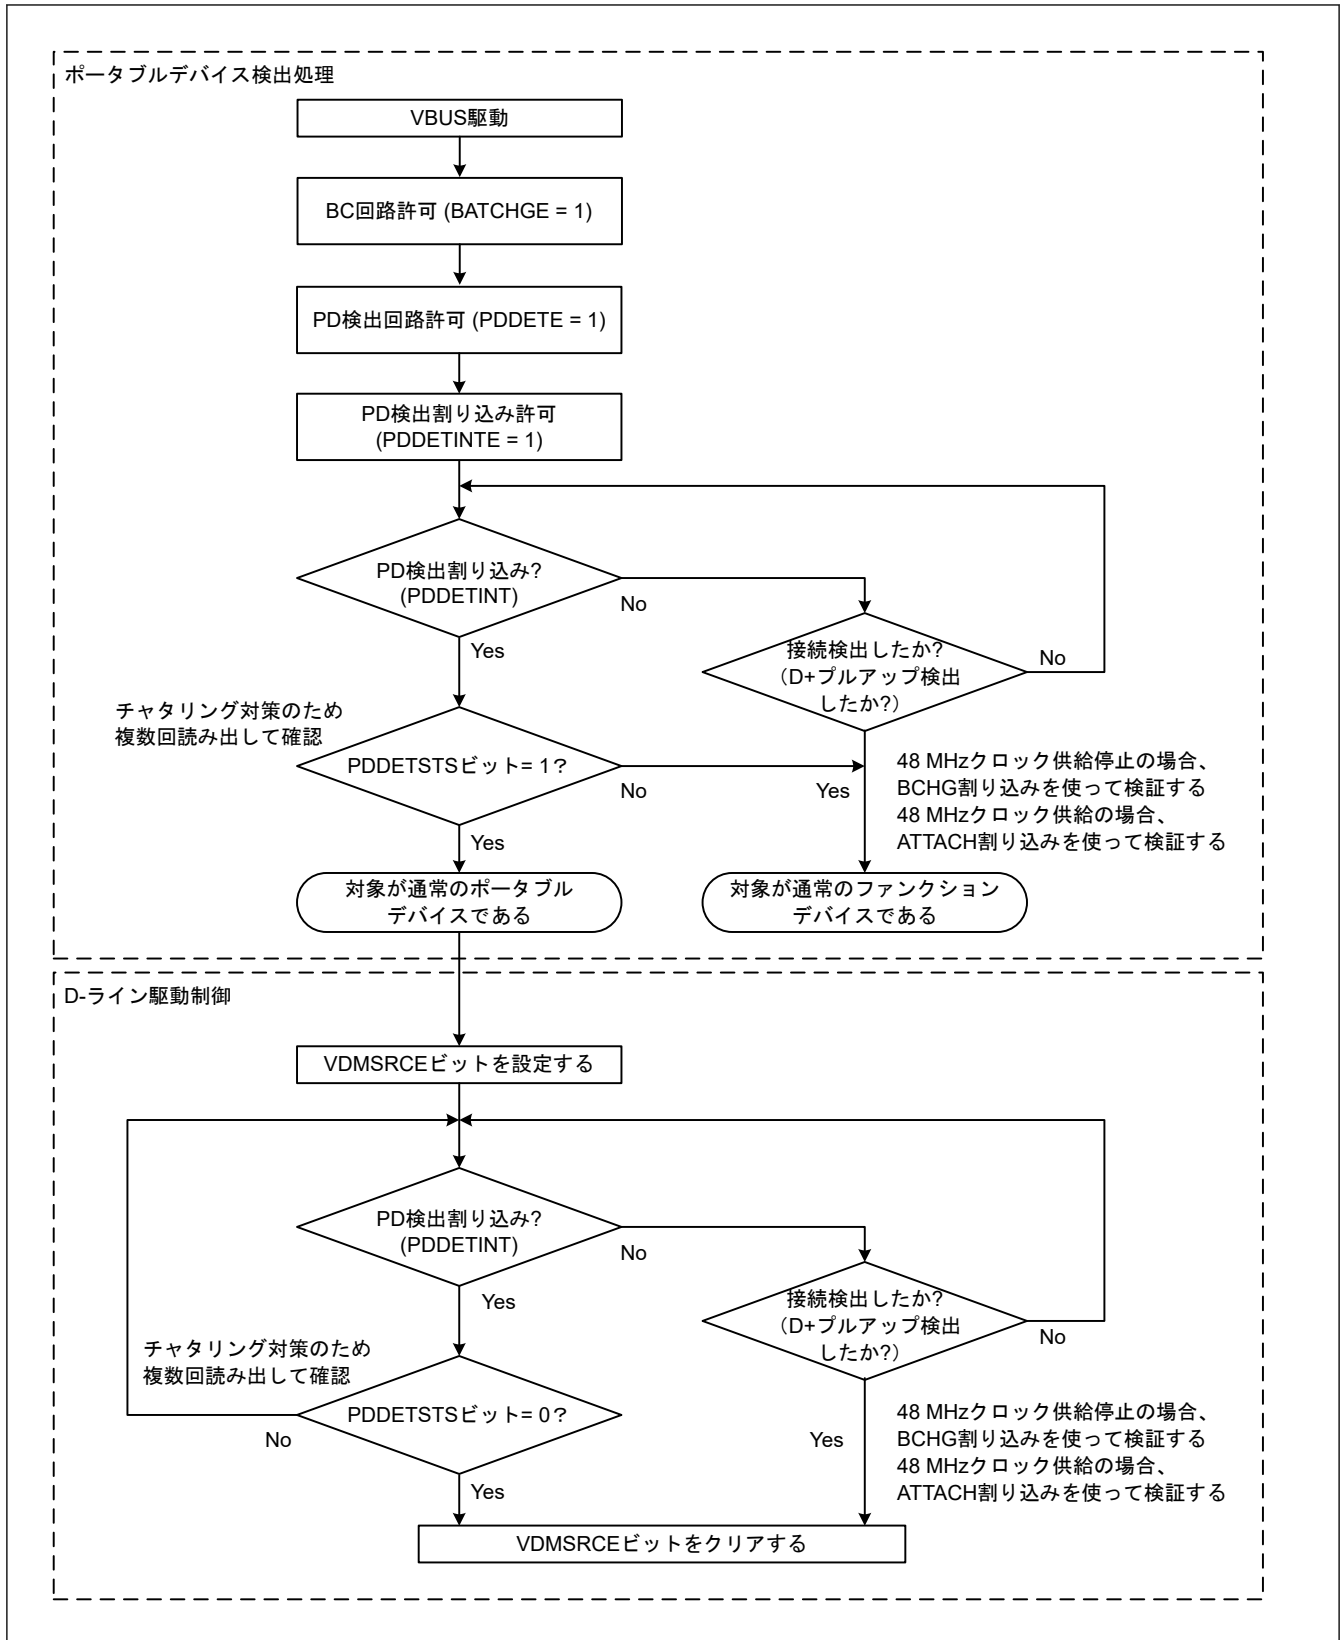 ポータブルデバイス検出処理
VBUS駆動
BC回路許可 (BATCHGE = 1)
PD検出回路許可 (PDDETE = 1)
PD検出割り込み許可
(PDDETINTE = 1)
PD検出割り込み?
(PDDETINT)
No
Yes
接続検出したか?
（D+プルアップ検出
したか?）
No
チャタリング対策のため
複数回読み出して確認
PDDETSTSビット= 1？
No
Yes
Yes
48 MHzクロック供給停止の場合、
BCHG割り込みを使って検証する
48 MHzクロック供給の場合、
ATTACH割り込みを使って検証する
対象が通常のポータブル
デバイスである
対象が通常のファンクション
デバイスである
D-ライン駆動制御
VDMSRCEビットを設定する
PD検出割り込み?
(PDDETINT)
No
Yes
接続検出したか?
（D+プルアップ検出
したか?）
No
チャタリング対策のため
複数回読み出して確認
PDDETSTSビット= 0？
No
Yes
Yes
48 MHzクロック供給停止の場合、
BCHG割り込みを使って検証する
48 MHzクロック供給の場合、
ATTACH割り込みを使って検証する
VDMSRCEビットをクリアする